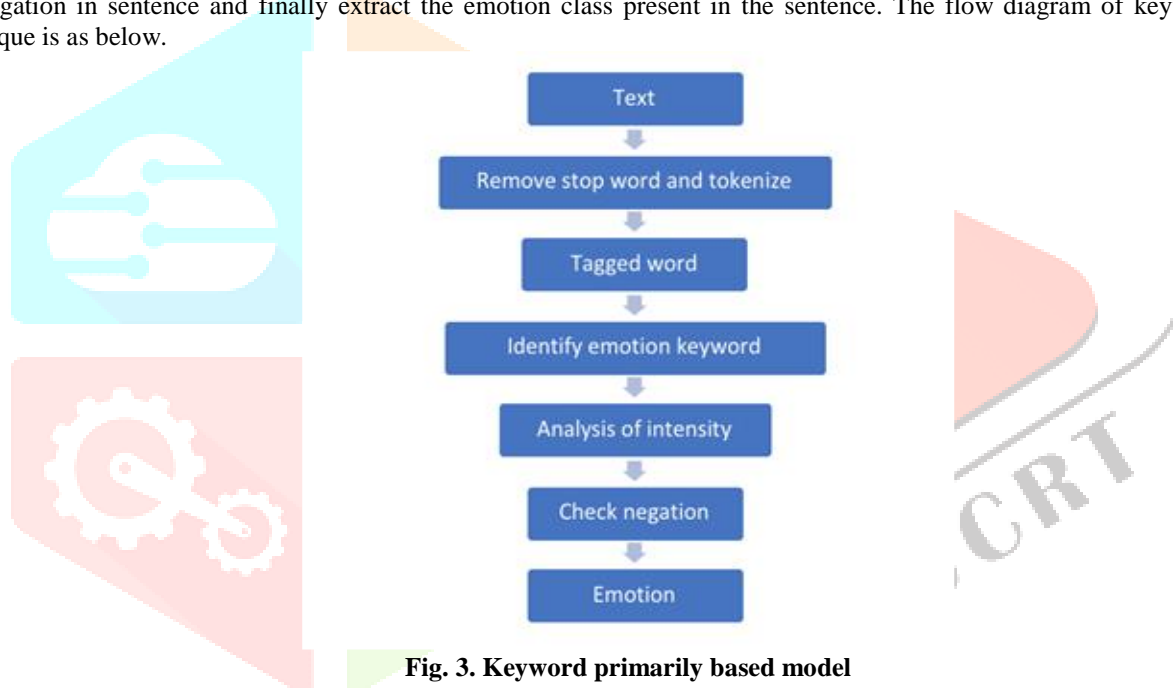 gation in sentence and finally extract the emotion class present in the sentence. The flow diagram of key
que is as below.
Text
Remove stop word and tokenize
Tagged word
Identify emotion keyword
Analysis of intensity
Check negation
Emotion
CRT
Fig. 3. Keyword primarily based model